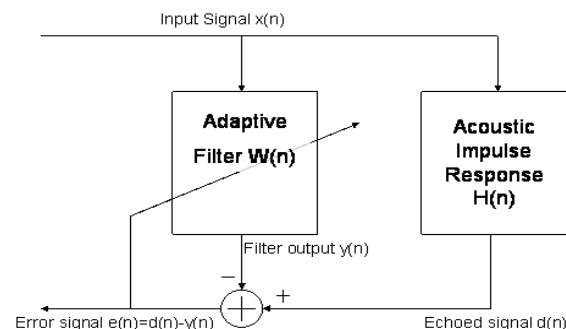 Input Signal x(n)
Adaptive
Filter W(n)
Acoustic
Impulse
Response
H(n)
Filter output y(n)
−
+
+
Error signal e(n)=d(n)-y(n)
Echoed signal d(n)